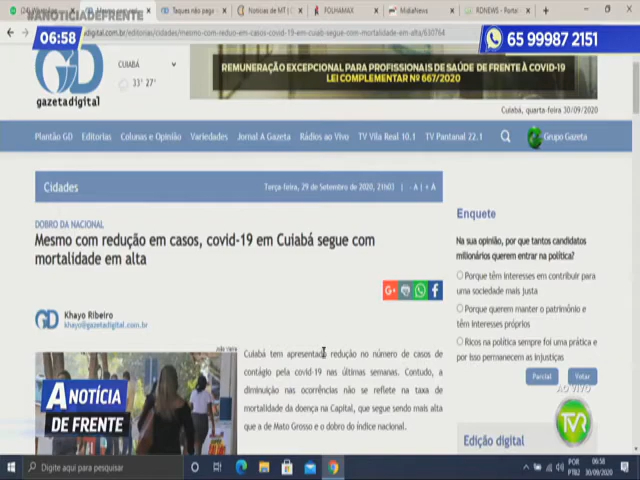 #ANOTICIADEFRENTE
Taques não pego
Notícias de MT |
FOLHAMAX
MidiaNews
RDNEWS - Porta
06:58
digital.com.br/editorias/cidades/mesmo-com-reduo-em-casos-covid-19-em-cuiab-segue-com-mortalidade-em-alta/630764
65 99987 2151
GD
gazetadigital
CUIABÁ
33° 27°
REMUNERAÇÃO EXCEPCIONAL PARA PROFISSIONAIS DE SAÚDE DE FRENTE À COVID-19
LEI COMPLEMENTAR Nº 667/2020
Cuiabá, quarta-feira 30/09/2020
Plantão GD Editorias Colunas e Opinião Variedades Jornal A Gazeta Rádios ao Vivo TV Vila Real 10.1 TV Pantanal 22.1 Grupo Gazeta
Cidades
Terça-feira, 29 de Setembro de 2020, 21h03 | - A | + A
DOBRO DA NACIONAL
Mesmo com redução em casos, covid-19 em Cuiabá segue com
mortalidade em alta
G+
f
GD
Khayo Ribeiro
khayo@gazetadigital.com.br
João Vieira
Cuiabá tem apresentado redução no número de casos de
contágio pela covid-19 nas últimas semanas. Contudo, a
diminuição nas ocorrências não se reflete na taxa de
mortalidade da doença na Capital, que segue sendo mais alta
que a de Mato Grosso e o dobro do índice nacional.
Enquete
Na sua opinião, por que tantos candidatos
milionários querem entrar na política?
Porque têm interesses em contribuir para
uma sociedade mais justa
Porque querem manter o patrimônio e
têm interesses próprios
Ricos na política sempre foi uma prática e
por isso permanecem as injustiças
Parcial
Votar
AO VIVO
TVR
Edição digital
A NOTÍCIA
DE FRENTE
Digite aqui para pesquisar
POR
PTB2
06:58
30/09/2020